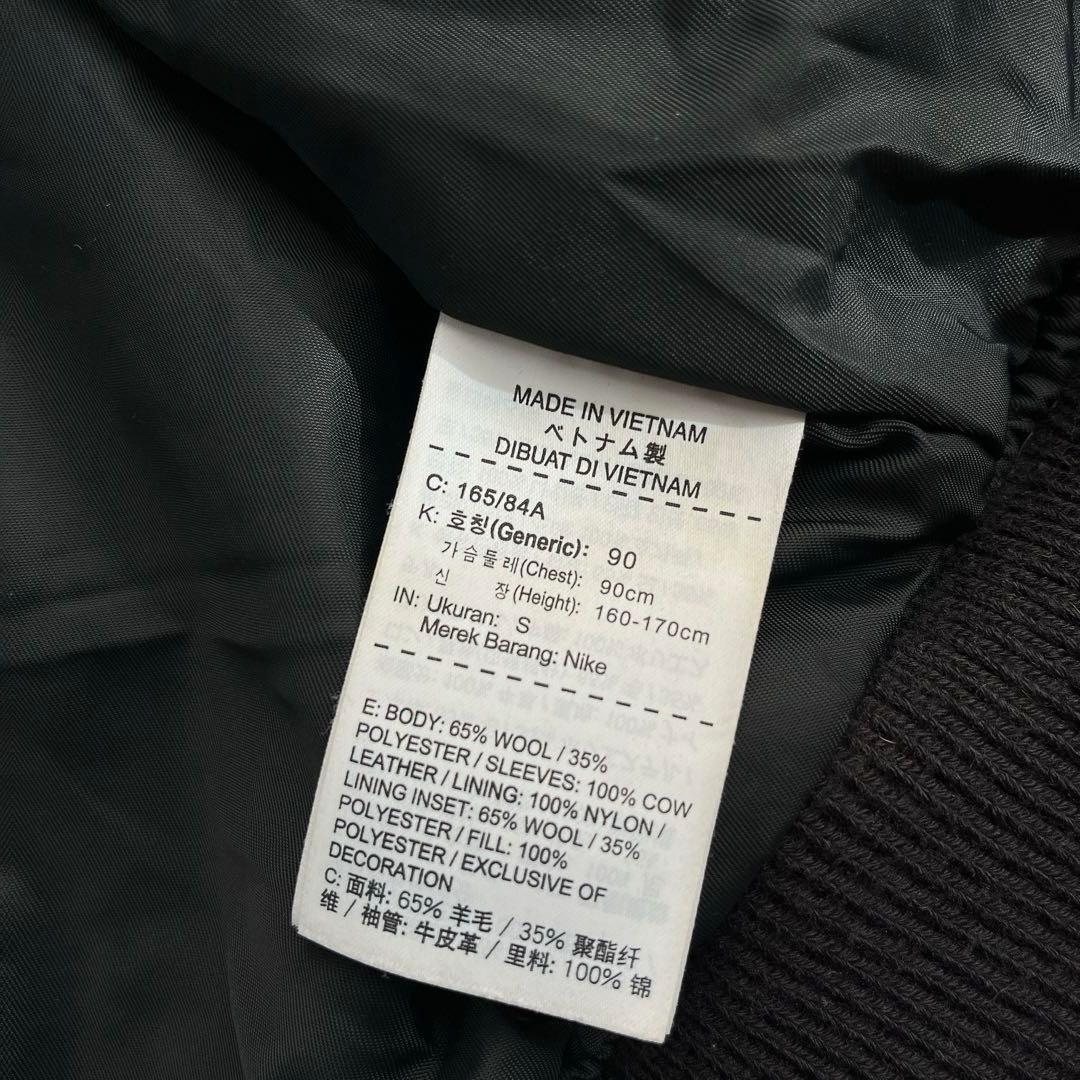 MADE IN VIETNAM
ベトナム製
DIBUAT DI VIETNAM
C: 165/84A
K: 호칭(Generic): 90
가슴둘레(Chest): 90cm
신 장(Height): 160-170cm
IN: Ukuran: S
Merek Barang: Nike
E: BODY: 65% WOOL / 35%
POLYESTER / SLEEVES: 100% COW
LEATHER / LINING: 100% NYLON /
LINING INSET: 65% WOOL / 35%
POLYESTER / FILL: 100%
POLYESTER / EXCLUSIVE OF
DECORATION
C: 面料: 65% 羊毛 / 35% 聚酯纤
维 / 袖管: 牛皮革 / 里料: 100% 锦